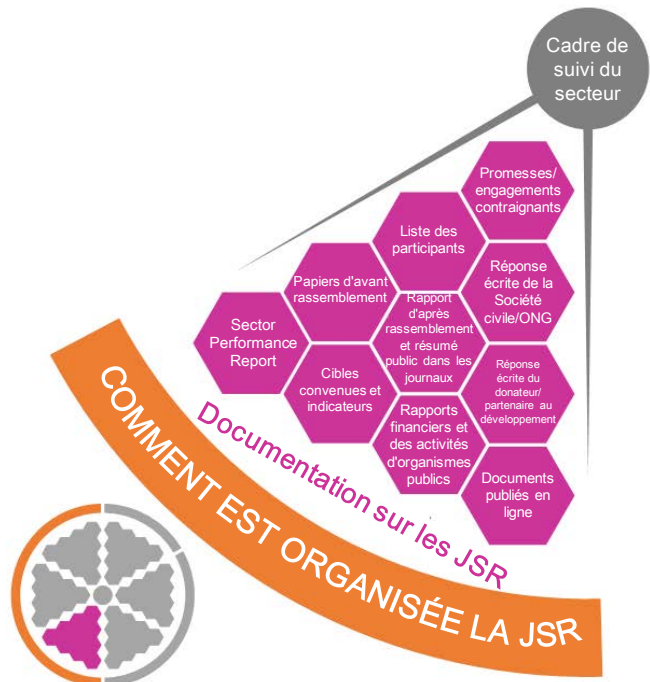 Cadre de
suivi du
secteur
Promesses/
engagements
contraignants
Liste des
participants
Réponse
écrite de la
Société
civile/ONG
Papiers d'avant
rassemblement
Rapport
d'après
rassemblement
et résumé
public dans les
journaux
Sector
Performance
Report
Cibles
convenues et
indicateurs
Réponse
écrite du
donateur/
partenaire au
développement
Rapports
financiers et
des activités
d'organismes
publics
Documents
publiés en
ligne
Documentation sur les JSR
COMMENT EST ORGANISÉE LA JSR